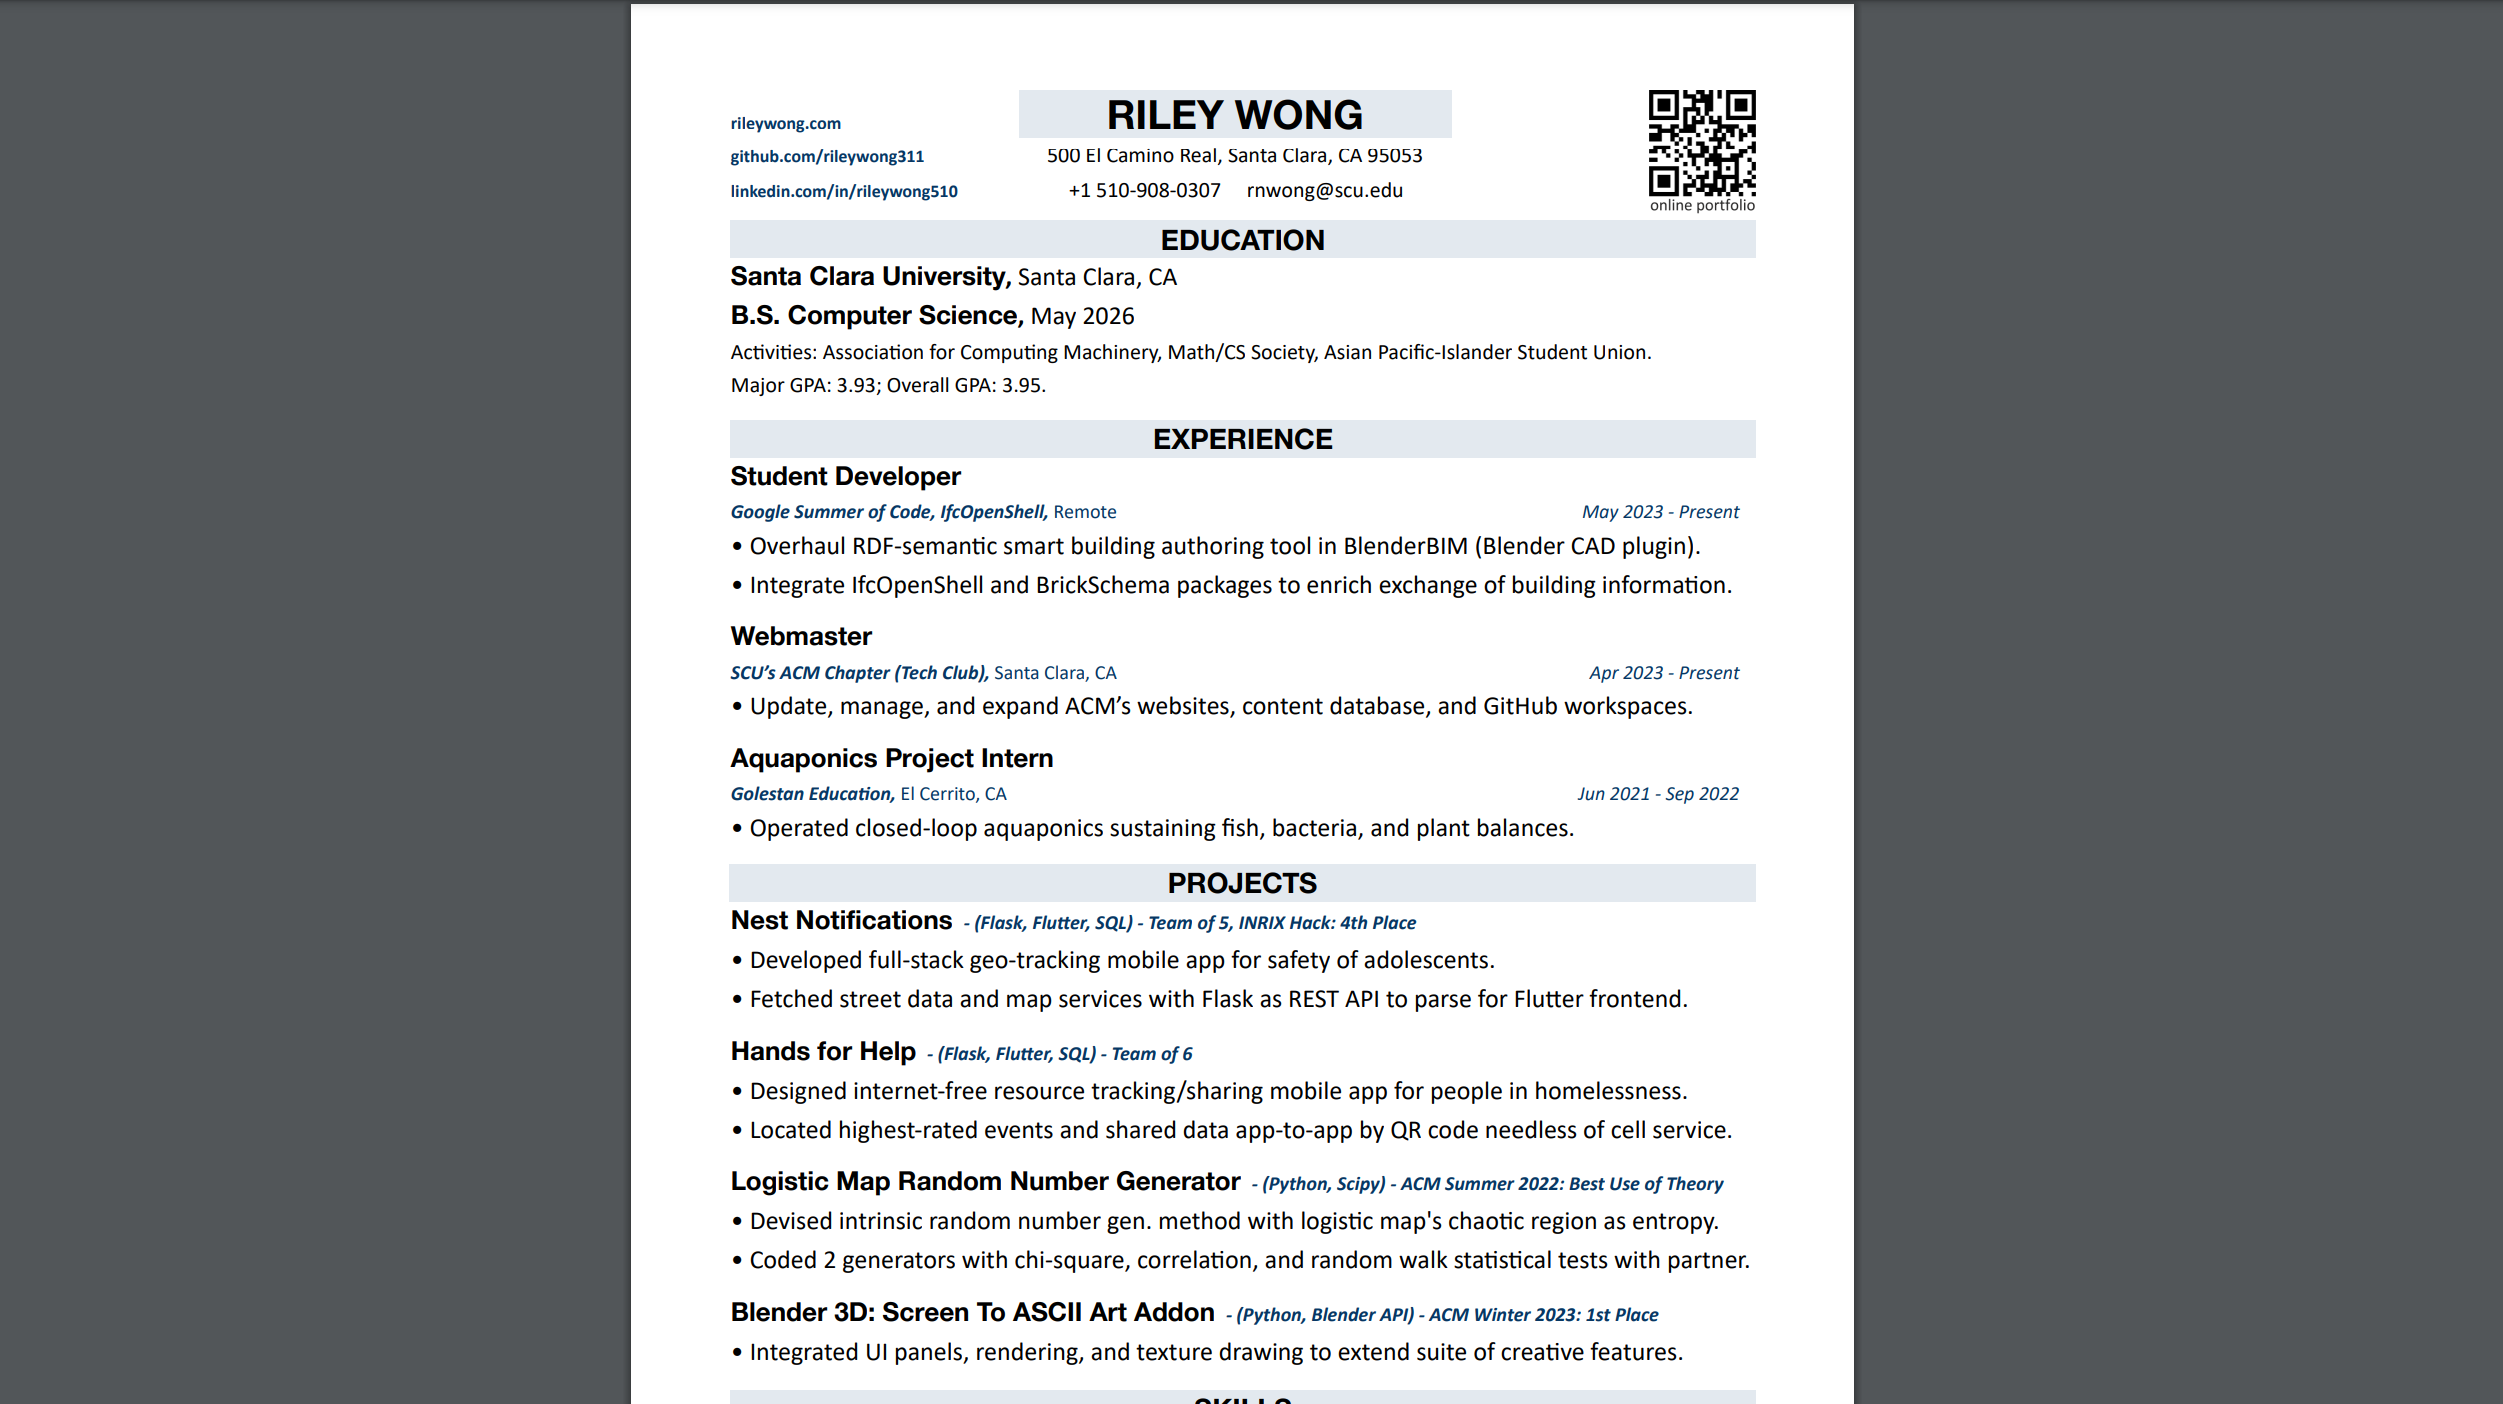 RILEY WONG
rileywong.com
github.com/rileywong311
500 El Camino Real, Santa Clara, CA 95053
linkedin.com/in/rileywong510
+1 510-908-0307 rnwong@scu.edu
online portfolio
EDUCATION
Santa Clara University, Santa Clara, CA
B.S. Computer Science, May 2026
Activities: Association for Computing Machinery, Math/CS Society, Asian Pacific-Islander Student Union.
Major GPA: 3.93; Overall GPA: 3.95.
EXPERIENCE
Student Developer
Google Summer of Code, IfcOpenShell, Remote May 2023 - Present
• Overhaul RDF-semantic smart building authoring tool in BlenderBIM (Blender CAD plugin).
• Integrate IfcOpenShell and BrickSchema packages to enrich exchange of building information.
Webmaster
SCU’s ACM Chapter (Tech Club), Santa Clara, CA Apr 2023 - Present
• Update, manage, and expand ACM’s websites, content database, and GitHub workspaces.
Aquaponics Project Intern
Golestan Education, El Cerrito, CA Jun 2021 - Sep 2022
• Operated closed-loop aquaponics sustaining fish, bacteria, and plant balances.
PROJECTS
Nest Notifications - (Flask, Flutter, SQL) - Team of 5, INRIX Hack: 4th Place
• Developed full-stack geo-tracking mobile app for safety of adolescents.
• Fetched street data and map services with Flask as REST API to parse for Flutter frontend.
Hands for Help - (Flask, Flutter, SQL) - Team of 6
• Designed internet-free resource tracking/sharing mobile app for people in homelessness.
• Located highest-rated events and shared data app-to-app by QR code needless of cell service.
Logistic Map Random Number Generator - (Python, Scipy) - ACM Summer 2022: Best Use of Theory
• Devised intrinsic random number gen. method with logistic map's chaotic region as entropy.
• Coded 2 generators with chi-square, correlation, and random walk statistical tests with partner.
Blender 3D: Screen To ASCII Art Addon - (Python, Blender API) - ACM Winter 2023: 1st Place
• Integrated UI panels, rendering, and texture drawing to extend suite of creative features.
SKILLS